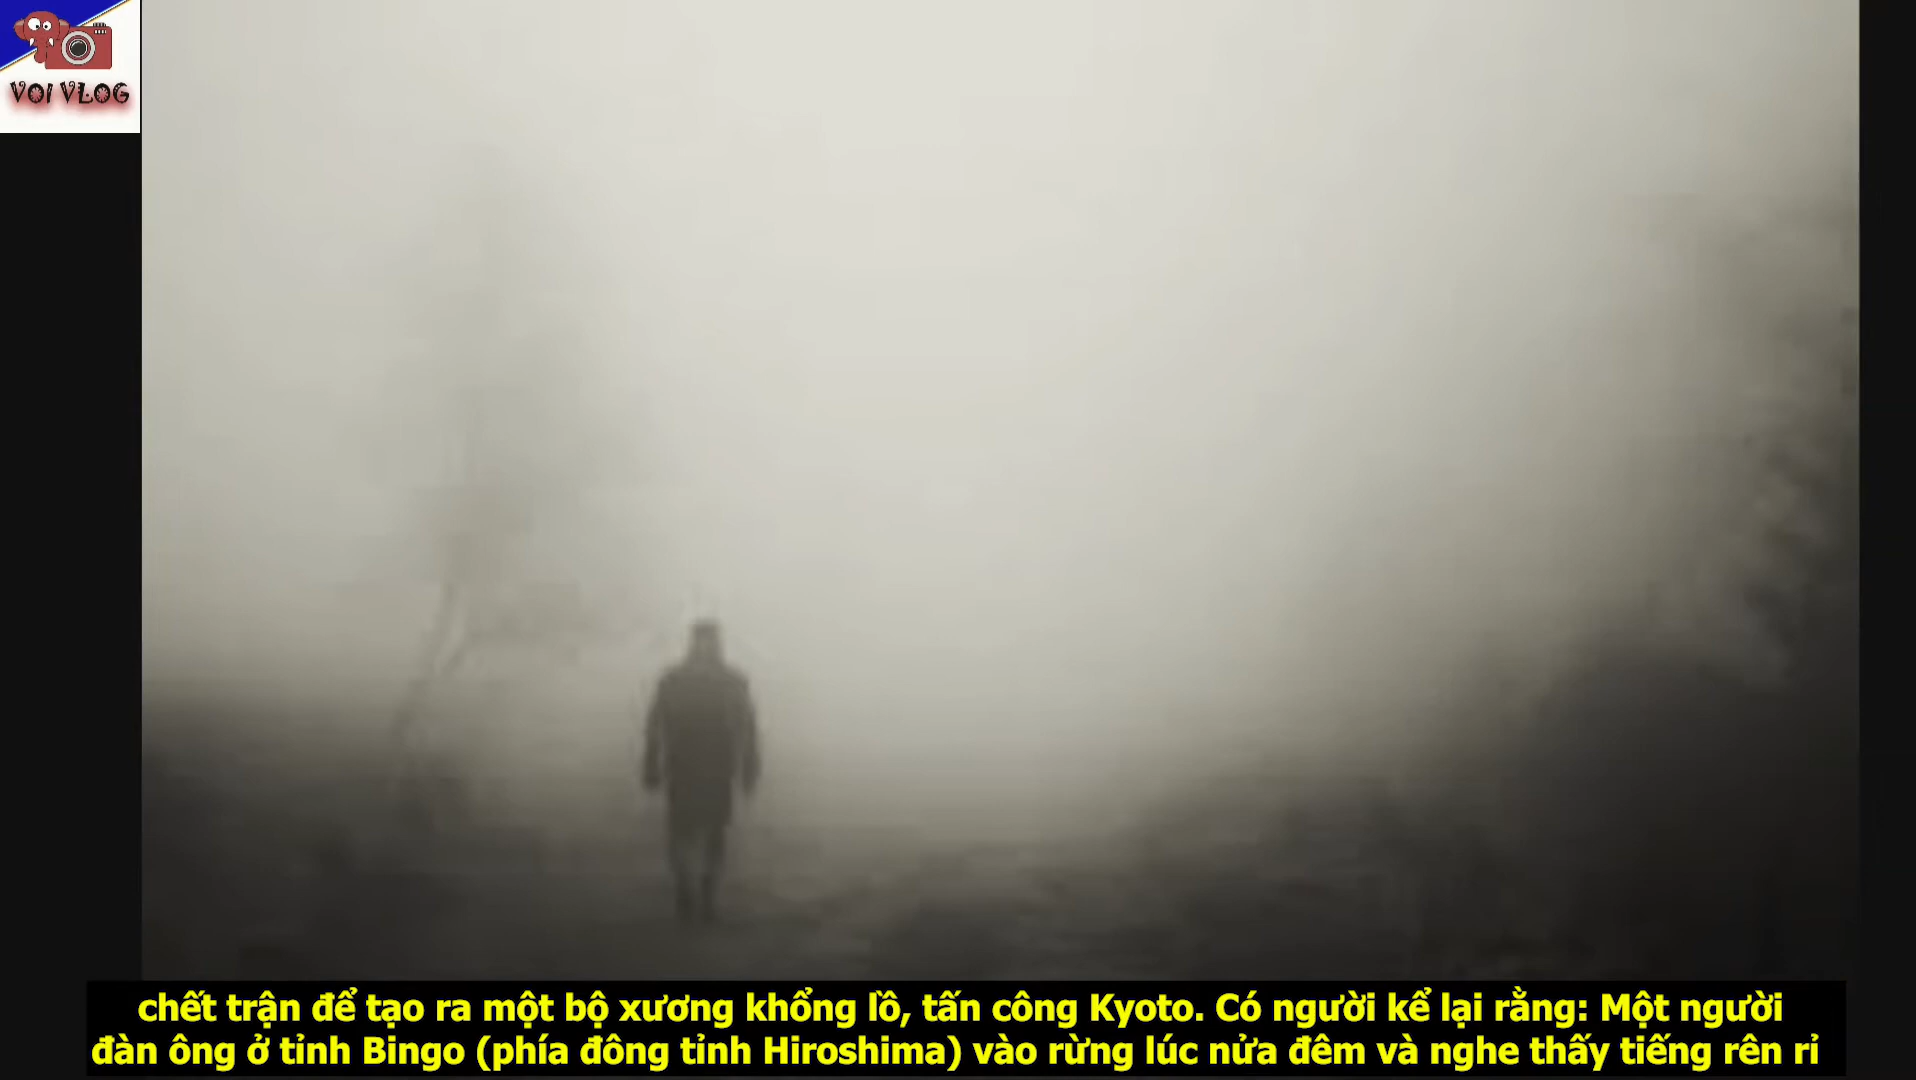 VOI VLOG
chết trận để tạo ra một bộ xương khổng lồ, tấn công Kyoto. Có người kể lại rằng: Một người
đàn ông ở tỉnh Bingo (phía đông tỉnh Hiroshima) vào rừng lúc nửa đêm và nghe thấy tiếng rên rỉ